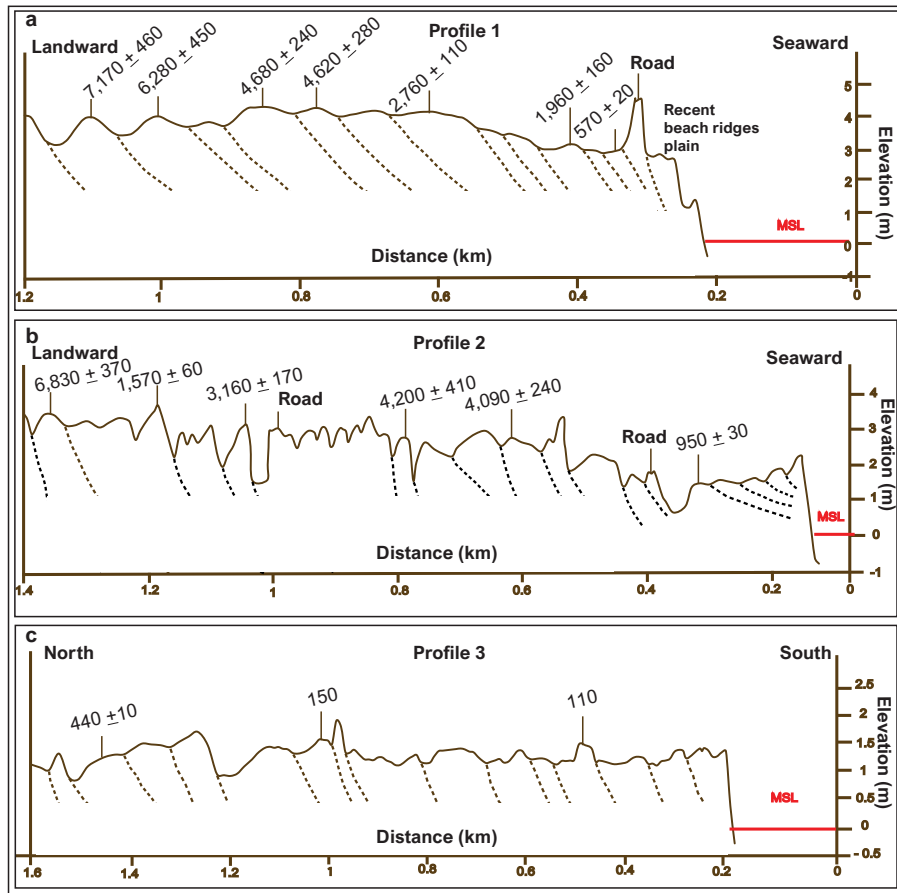 a
Profile 1
Landward
Seaward
7,170 ± 460
6,280 ± 450
4,680 ± 240
4,620 ± 280
2,760 ± 110
1,960 ± 160
570 ± 20
Road
Recent
beach ridges
plain
5
4
3
2
1
0
-1
Elevation (m)
MSL
Distance (km)
1.2
1
0.8
0.6
0.4
0.2
0
b
Profile 2
Landward
Seaward
6,830 ± 370
1,570 ± 60
3,160 ± 170
Road
4,200 ± 410
4,090 ± 240
Road
950 ± 30
4
3
2
1
0
-1
Elevation (m)
MSL
Distance (km)
1.4
1.2
1
0.8
0.6
0.4
0.2
0
c
North
Profile 3
South
440 ±10
150
110
2.5
2
1.5
1
0.5
0
-0.5
Elevation (m)
MSL
Distance (km)
1.6
1.4
1.2
1
0.8
0.6
0.4
0.2
0